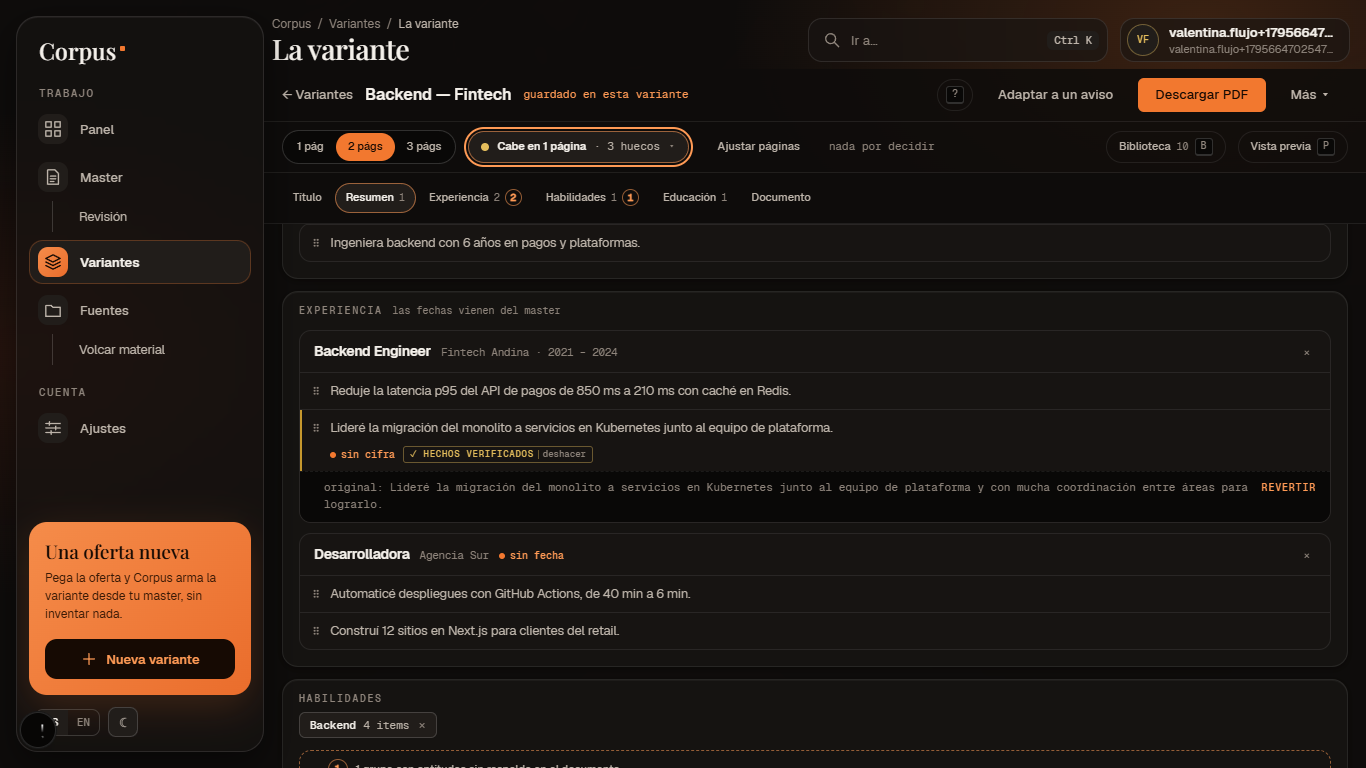 Corpus
TRABAJO
Panel
Master
Revisión
Variantes
Fuentes
Volcar material
CUENTA
Ajustes
Una oferta nueva
Pega la oferta y Corpus arma la
variante desde tu master, sin
inventar nada.
+ Nueva variante
! EN
Corpus / Variantes / La variante
La variante
Ir a… Ctrl K
VF valentina.flujo+17956647…
valentina.flujo+1795664702547…
← Variantes Backend — Fintech guardado en esta variante ? Adaptar a un aviso Descargar PDF Más
1 pág 2 págs 3 págs Cabe en 1 página · 3 huecos Ajustar páginas nada por decidir Biblioteca 10 B Vista previa P
Título Resumen 1 Experiencia 2 2 Habilidades 1 1 Educación 1 Documento
Ingeniera backend con 6 años en pagos y plataformas.
EXPERIENCIA las fechas vienen del master
Backend Engineer Fintech Andina · 2021 – 2024 ×
Reduje la latencia p95 del API de pagos de 850 ms a 210 ms con caché en Redis.
Lideré la migración del monolito a servicios en Kubernetes junto al equipo de plataforma.
sin cifra ✓ HECHOS VERIFICADOS | deshacer
original: Lideré la migración del monolito a servicios en Kubernetes junto al equipo de plataforma y con mucha coordinación entre áreas para REVERTIR
lograrlo.
Desarrolladora Agencia Sur sin fecha ×
Automaticé despliegues con GitHub Actions, de 40 min a 6 min.
Construí 12 sitios en Next.js para clientes del retail.
HABILIDADES
Backend 4 items ×